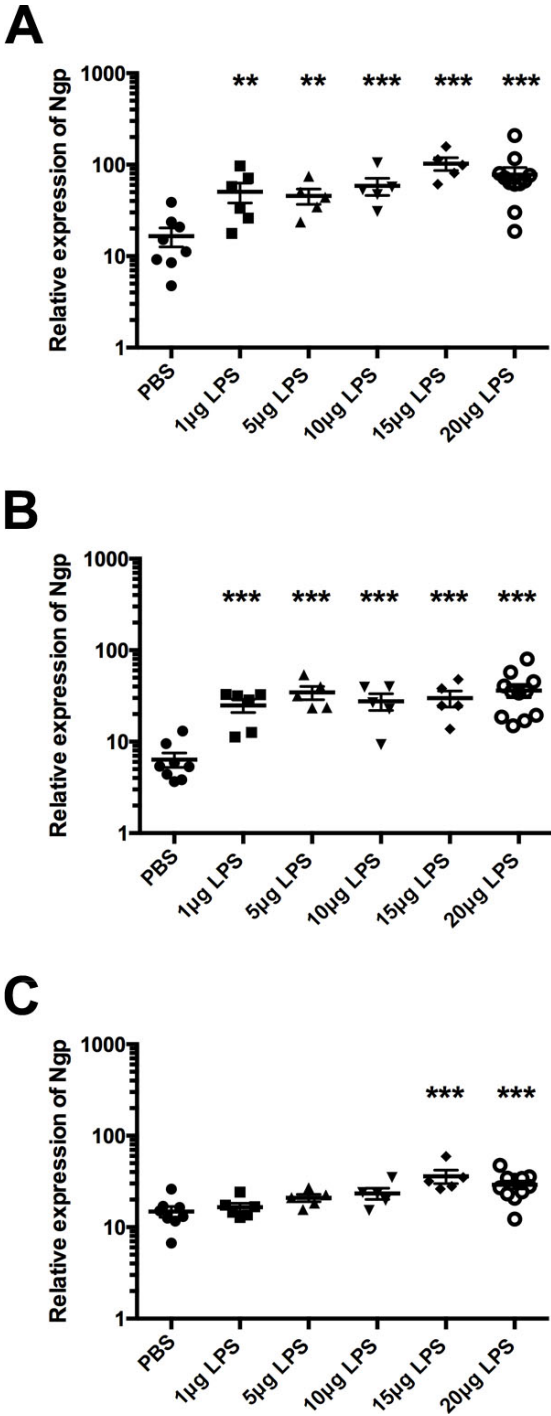 A
Relative expression of Ngp
1000
100
10
1
** ** *** *** ***
PBS
1µg LPS
5µg LPS
10µg LPS
15µg LPS
20µg LPS
B
Relative expression of Ngp
1000
100
10
1
*** *** *** *** ***
PBS
1µg LPS
5µg LPS
10µg LPS
15µg LPS
20µg LPS
C
Relative expression of Ngp
1000
100
10
1
*** ***
PBS
1µg LPS
5µg LPS
10µg LPS
15µg LPS
20µg LPS